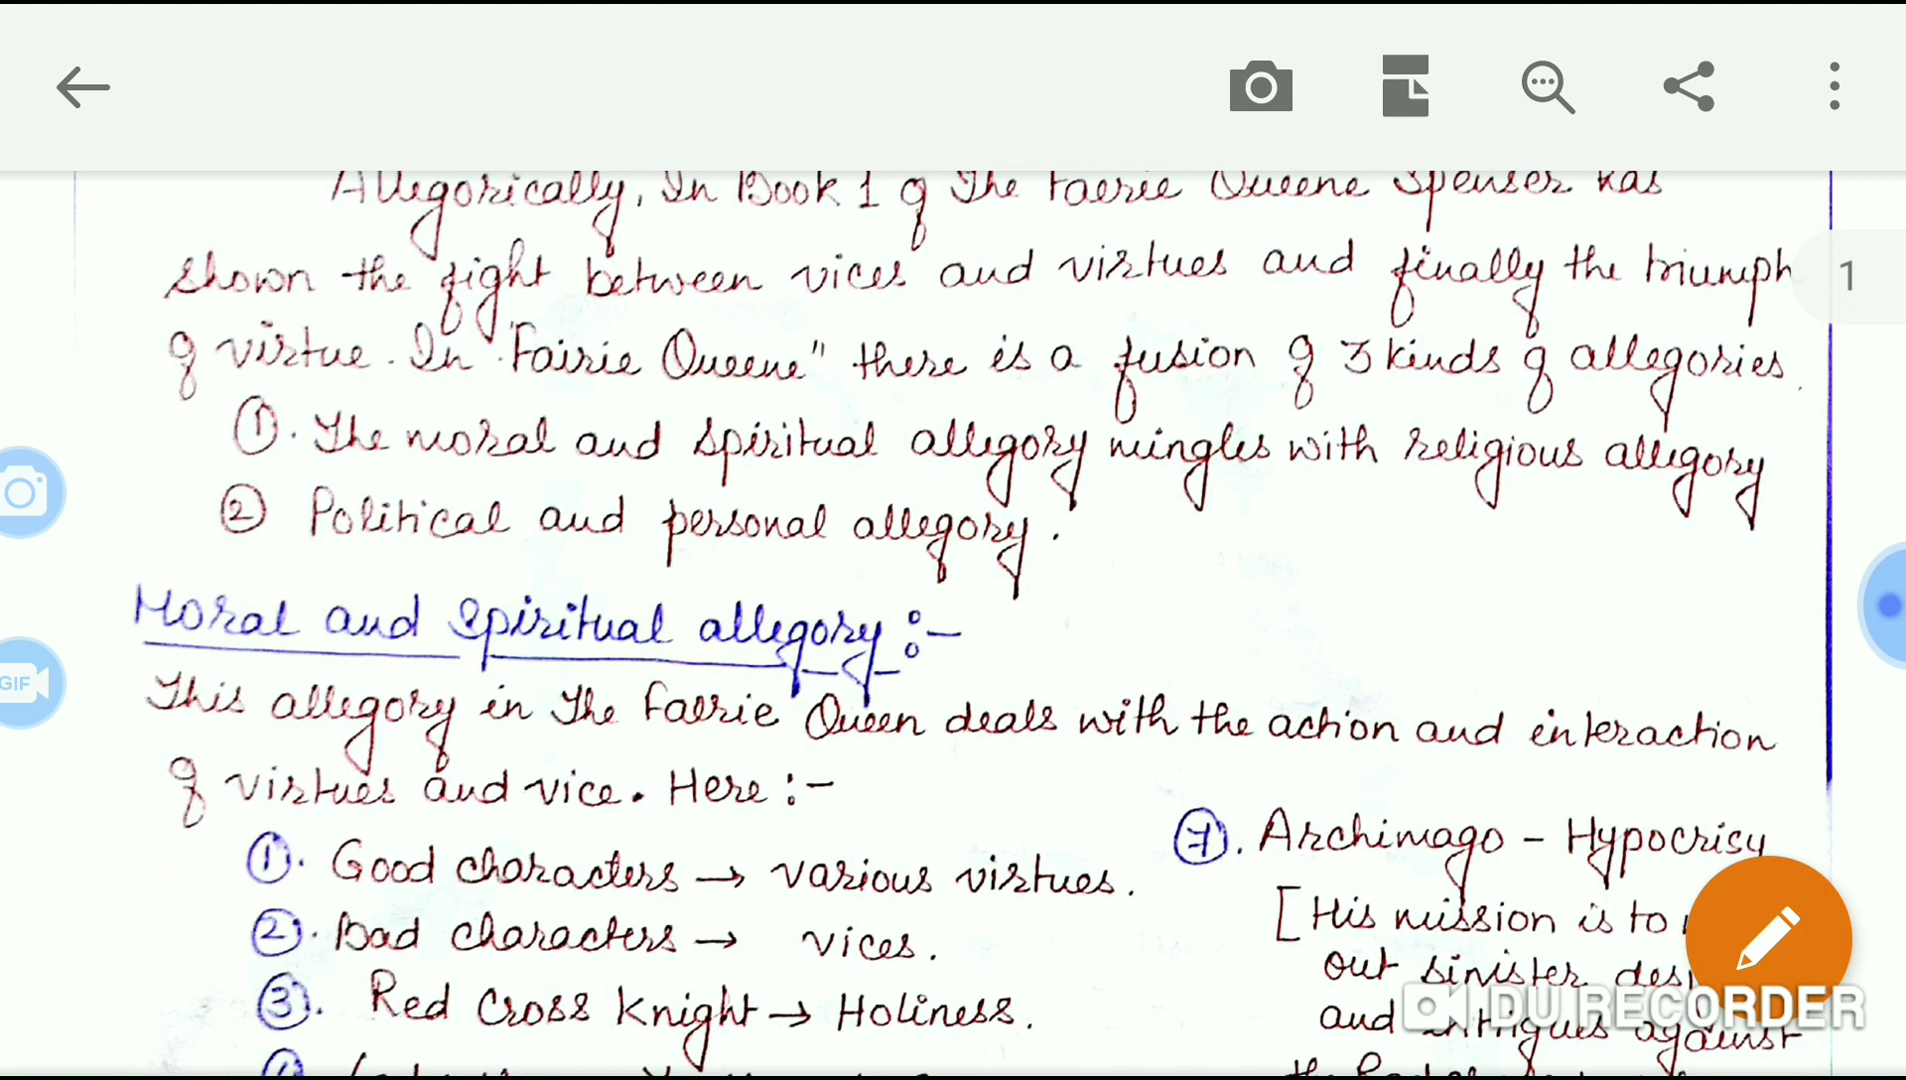 1
Allegorically, In Book 1 of The Faerie Queene Spenser has
shown the fight between vices and virtues and finally the triumph
of virtue. In "Fairie Queene" there is a fusion of 3 kinds of allegories.
①. The moral and spiritual allegory mingles with religious allegory
② Political and personal allegory.
Moral and Spiritual allegory :-
This allegory in The Faerie Queen deals with the action and interaction
of virtues and vice. Here :-
①. Good characters → various virtues.
②. Bad characters → vices.
③. Red Cross Knight → Holiness.
⑦. Archimago - Hypocrisy
[His mission is to
out sinister
and intrigues against
GIF
DU RECORDER